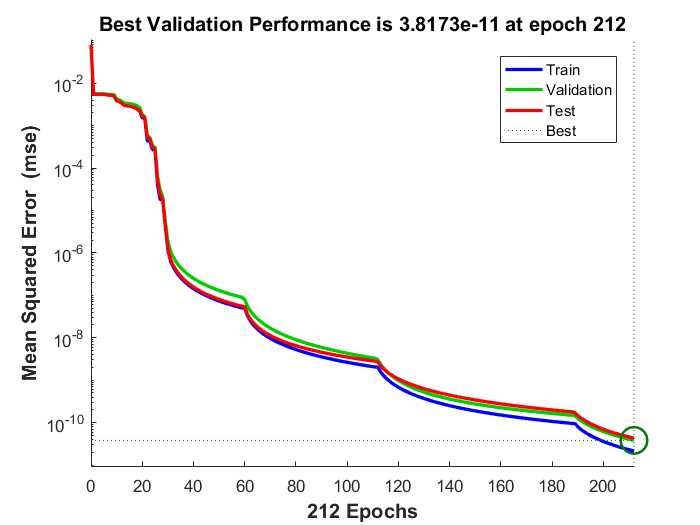 Best Validation Performance is 3.8173e-11 at epoch 212
Train
Validation
Test
Best
Mean Squared Error (mse)
10^-2
10^-4
10^-6
10^-8
10^-10
0 20 40 60 80 100 120 140 160 180 200
212 Epochs